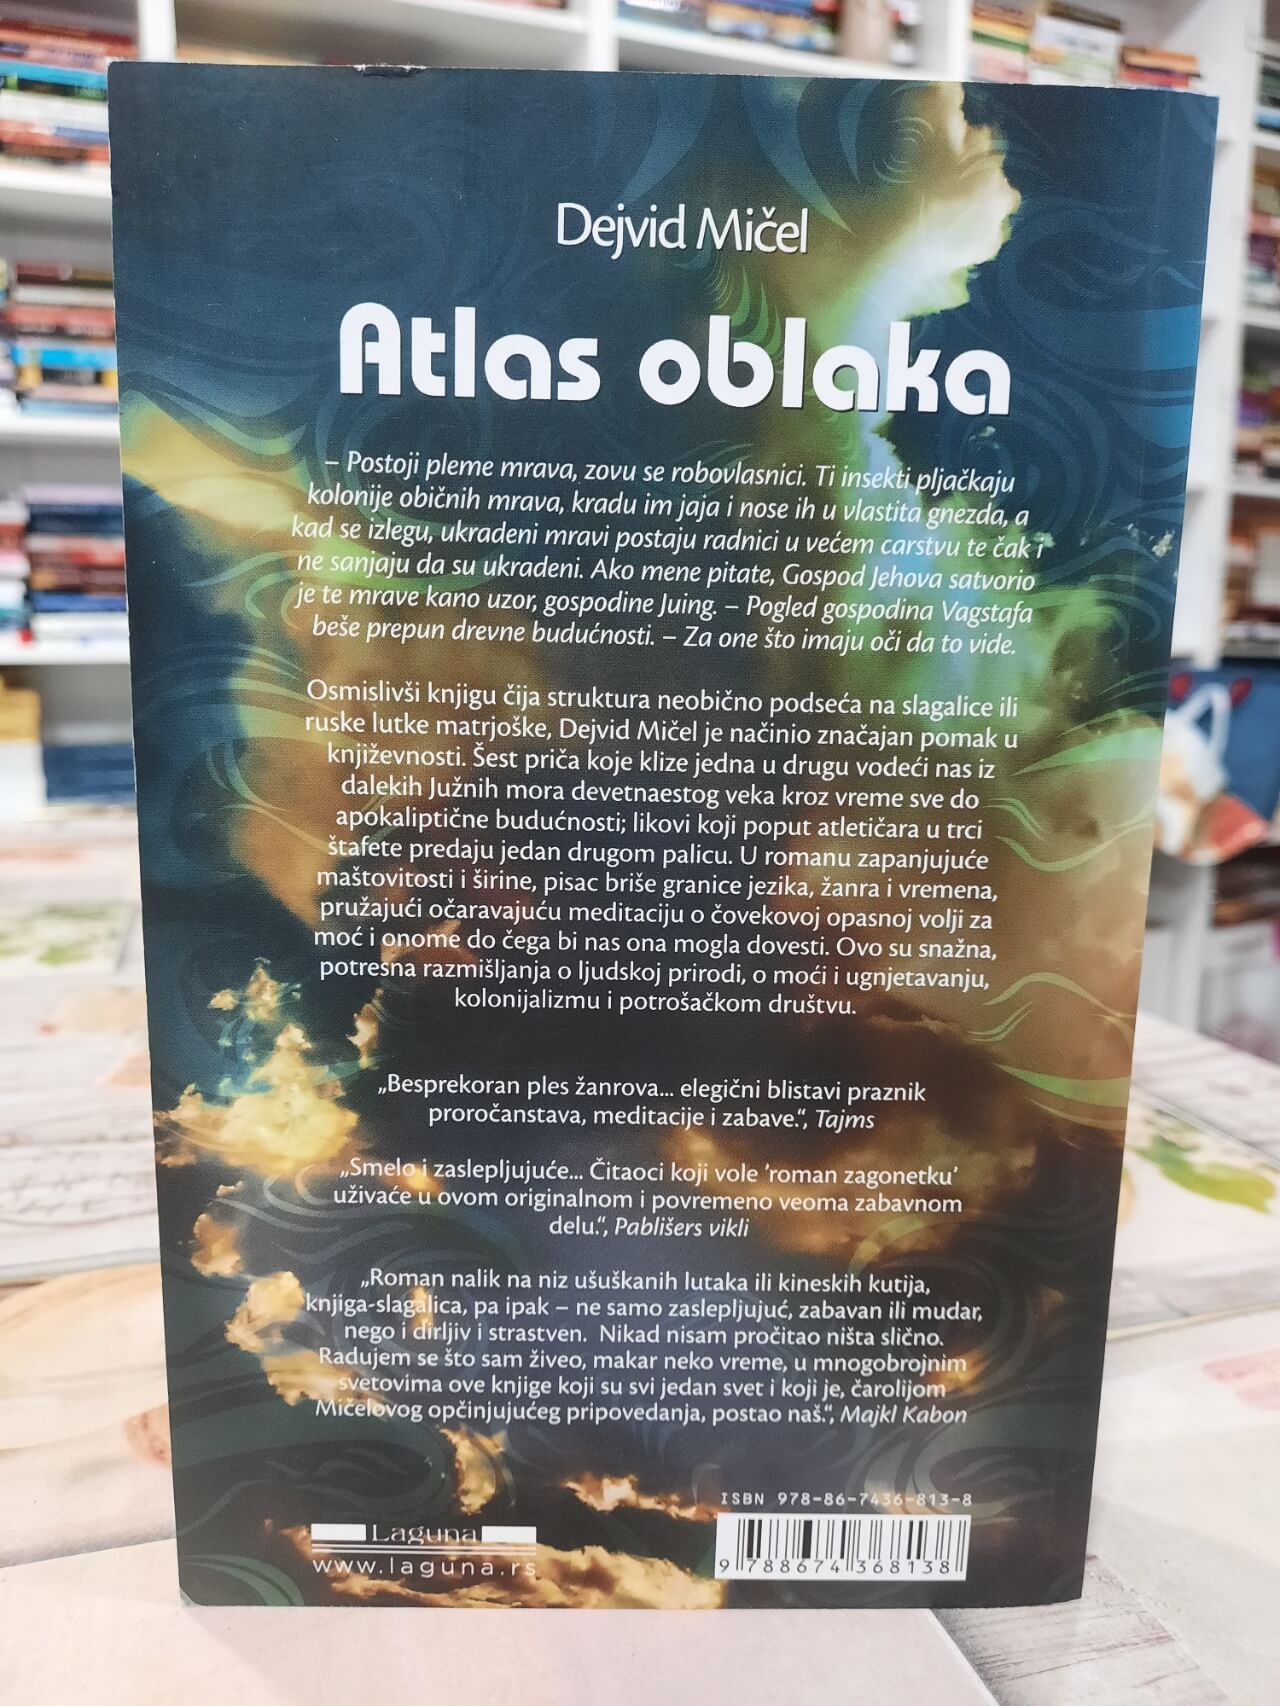 Dejvid Mičel
Atlas oblaka
– Postoji pleme mrava, zovu se robovlasnici. Ti insekti pljačkaju
kolonije običnih mrava, kradu im jaja i nose ih u vlastita gnezda, a
kad se izlegu, ukradeni mravi postaju radnici u većem carstvu te čak i
ne sanjaju da su ukradeni. Ako mene pitate, Gospod Jehova satvorio
je te mrave kano uzor, gospodine Juing. – Pogled gospodina Vagstafa
beše prepun drevne budućnosti. – Za one što imaju oči da to vide.
Osmislivši knjigu čija struktura neobično podseća na slagalice ili
ruske lutke matrjoške, Dejvid Mičel je načinio značajan pomak u
književnosti. Šest priča koje klize jedna u drugu vodeći nas iz
dalekih Južnih mora devetnaestog veka kroz vreme sve do
apokaliptične budućnosti; likovi koji poput atletičara u trci
štafete predaju jedan drugom palicu. U romanu zapanjujuće
maštovitosti i širine, pisac briše granice jezika, žanra i vremena,
pružajući očaravajuću meditaciju o čovekovoj opasnoj volji za
moć i onome do čega bi nas ona mogla dovesti. Ovo su snažna,
potresna razmišljanja o ljudskoj prirodi, o moći i ugnjetavanju,
kolonijalizmu i potrošačkom društvu.
„Besprekoran ples žanrova... elegični blistavi praznik
proročanstava, meditacije i zabave.“, Tajms
„Smelo i zaslepljujuće... Čitaoci koji vole ’roman zagonetku’
uživaće u ovom originalnom i povremeno veoma zabavnom
delu.“, Pablišers vikli
„Roman nalik na niz ušuškanih lutaka ili kineskih kutija,
knjiga-slagalica, pa ipak – ne samo zaslepljujuć, zabavan ili mudar,
nego i dirljiv i strastven. Nikad nisam pročitao ništa slično.
Radujem se što sam živeo, makar neko vreme, u mnogobrojnim
svetovima ove knjige koji su svi jedan svet i koji je, čarolijom
Mičelovog opčinjujućeg pripovedanja, postao naš.“, Majkl Kabon
ISBN 978-86-7436-813-8
Laguna
www.laguna.rs
9 788674 368138